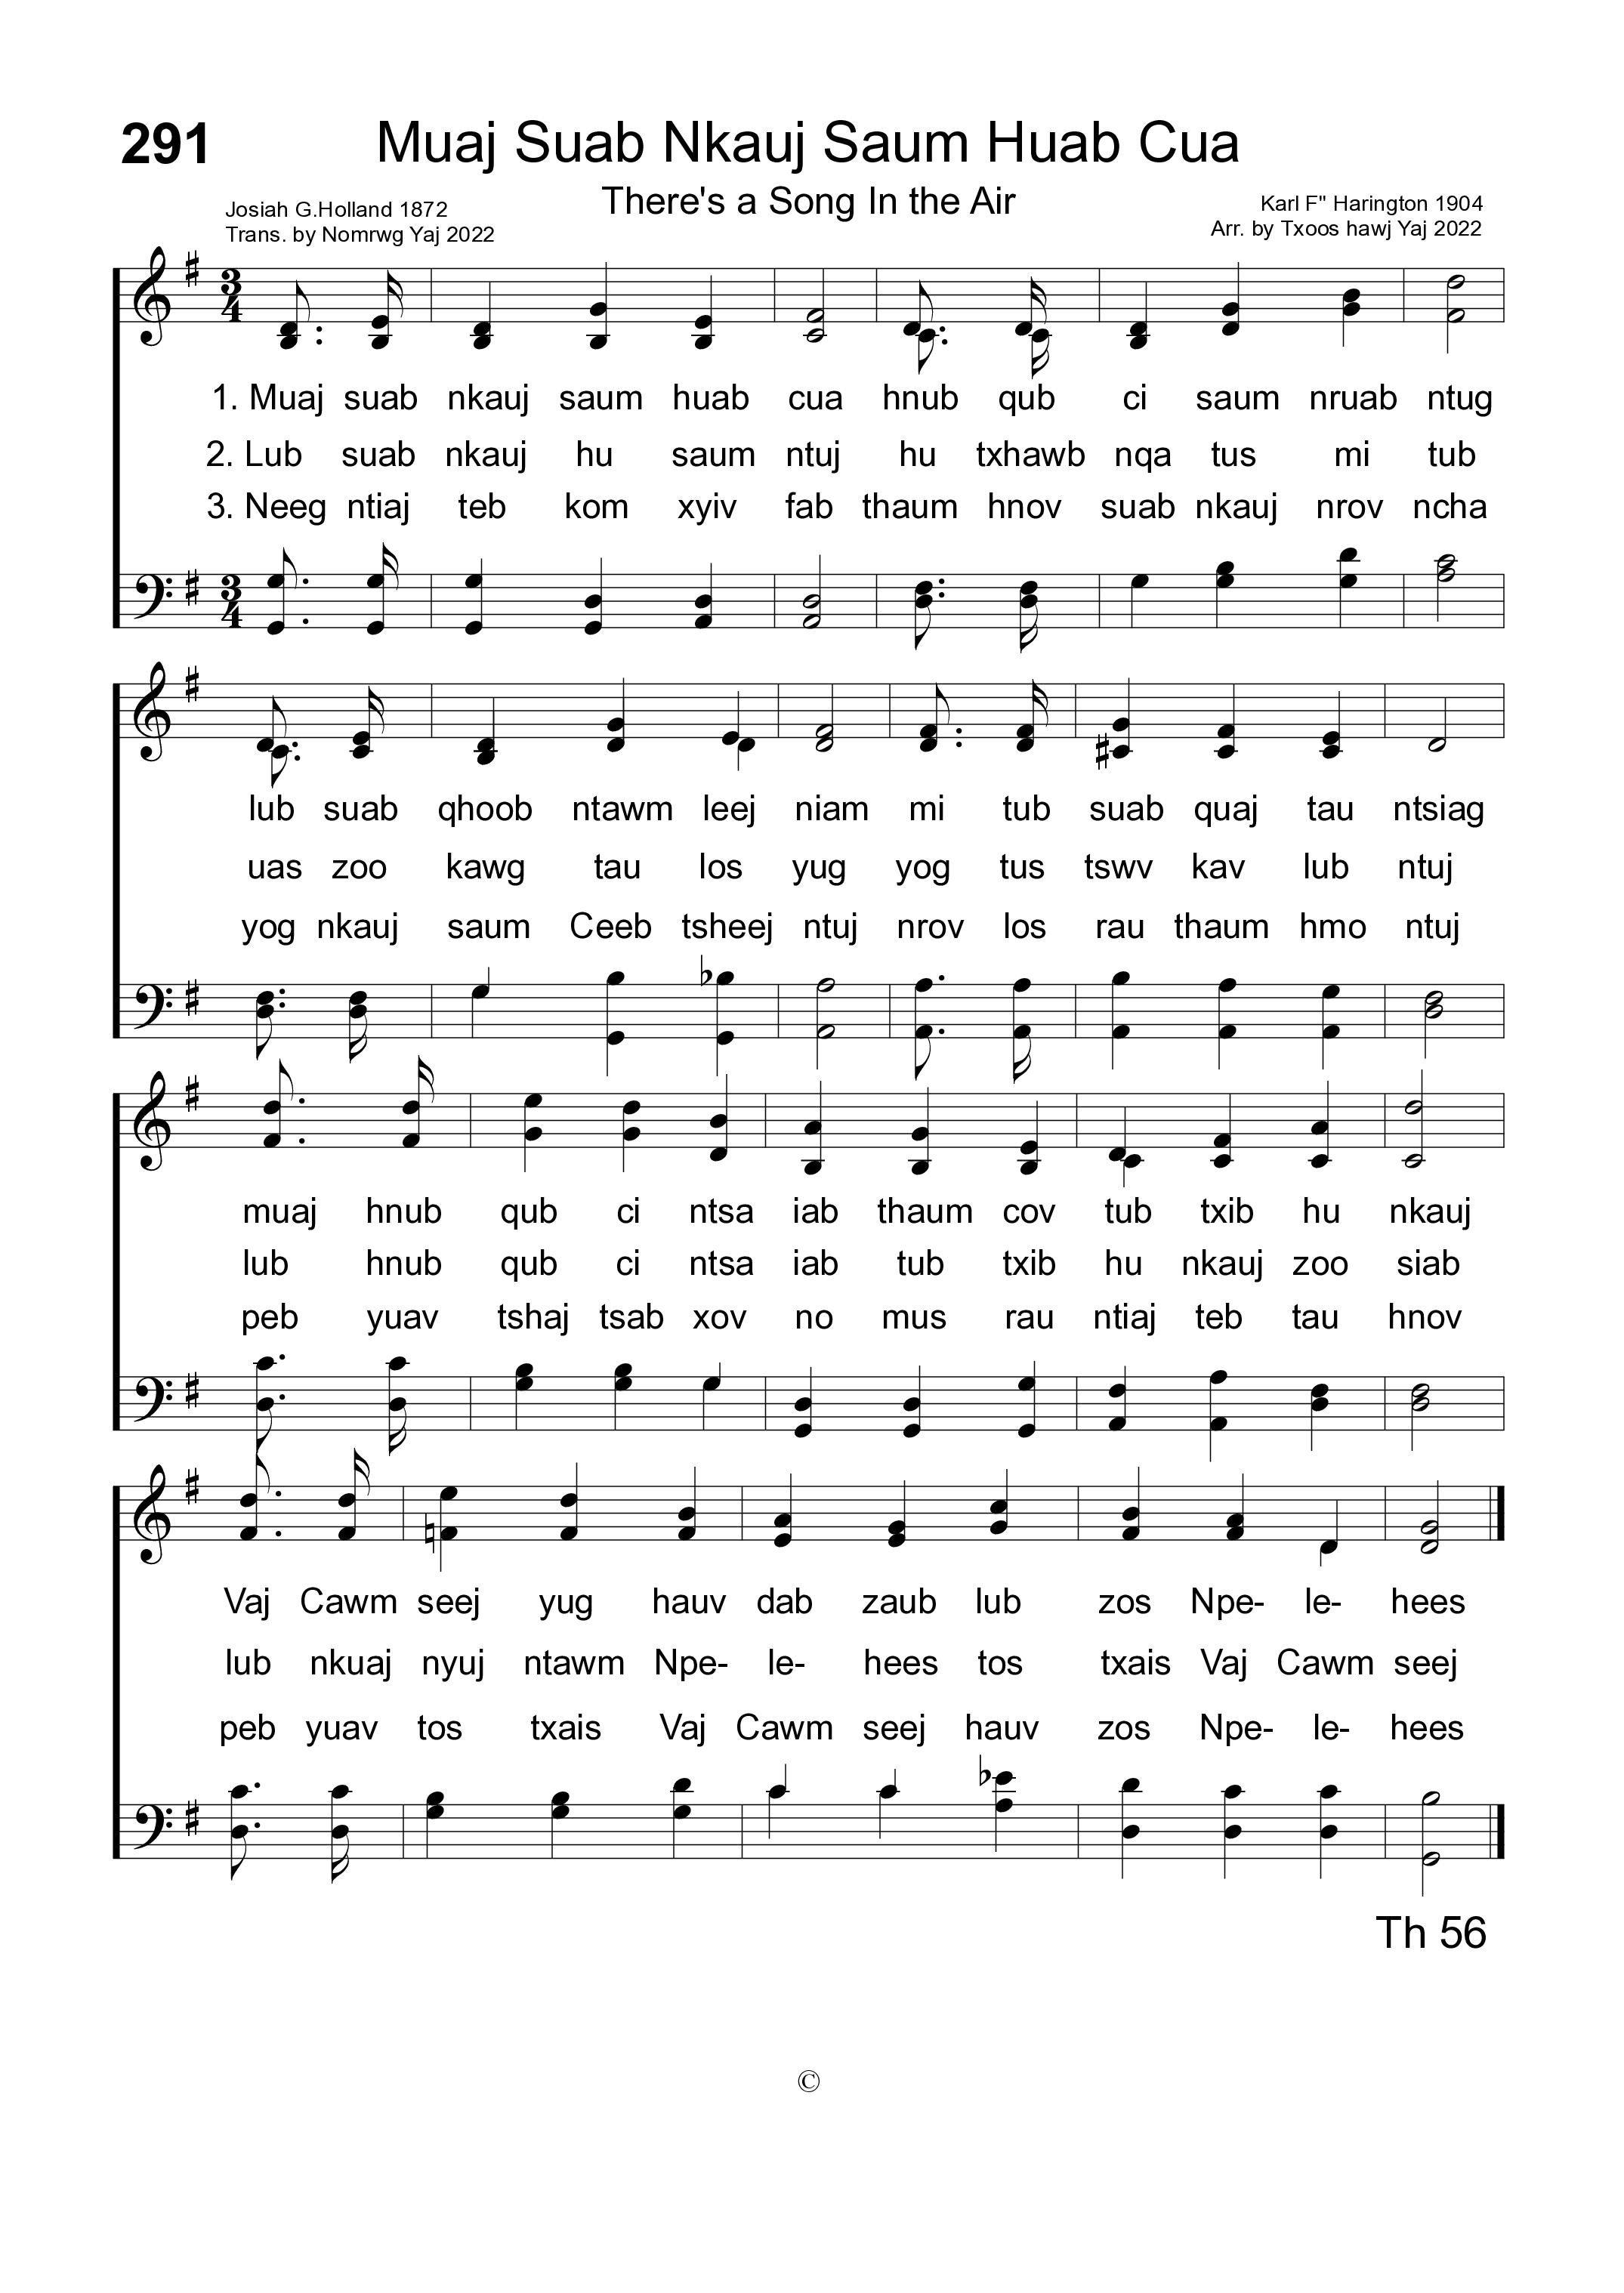 291
Muaj Suab Nkauj Saum Huab Cua
There's a Song In the Air
Josiah G.Holland 1872
Trans. by Nomrwg Yaj 2022
Karl F" Harington 1904
Arr. by Txoos hawj Yaj 2022
1. Muaj suab nkauj saum huab cua hnub qub ci saum nruab ntug
2. Lub suab nkauj hu saum ntuj hu txhawb nqa tus mi tub
3. Neeg ntiaj teb kom xyiv fab thaum hnov suab nkauj nrov ncha
lub suab qhoob ntawm leej niam mi tub suab quaj tau ntsiag
uas zoo kawg tau los yug yog tus tswv kav lub ntuj
yog nkauj saum Ceeb tsheej ntuj nrov los rau thaum hmo ntuj
muaj hnub qub ci ntsa iab thaum cov tub txib hu nkauj
lub hnub qub ci ntsa iab tub txib hu nkauj zoo siab
peb yuav tshaj tsab xov no mus rau ntiaj teb tau hnov
Vaj Cawm seej yug hauv dab zaub lub zos Npe- le- hees
lub nkuaj nyuj ntawm Npe- le- hees tos txais Vaj Cawm seej
peb yuav tos txais Vaj Cawm seej hauv zos Npe- le- hees
Th 56
©